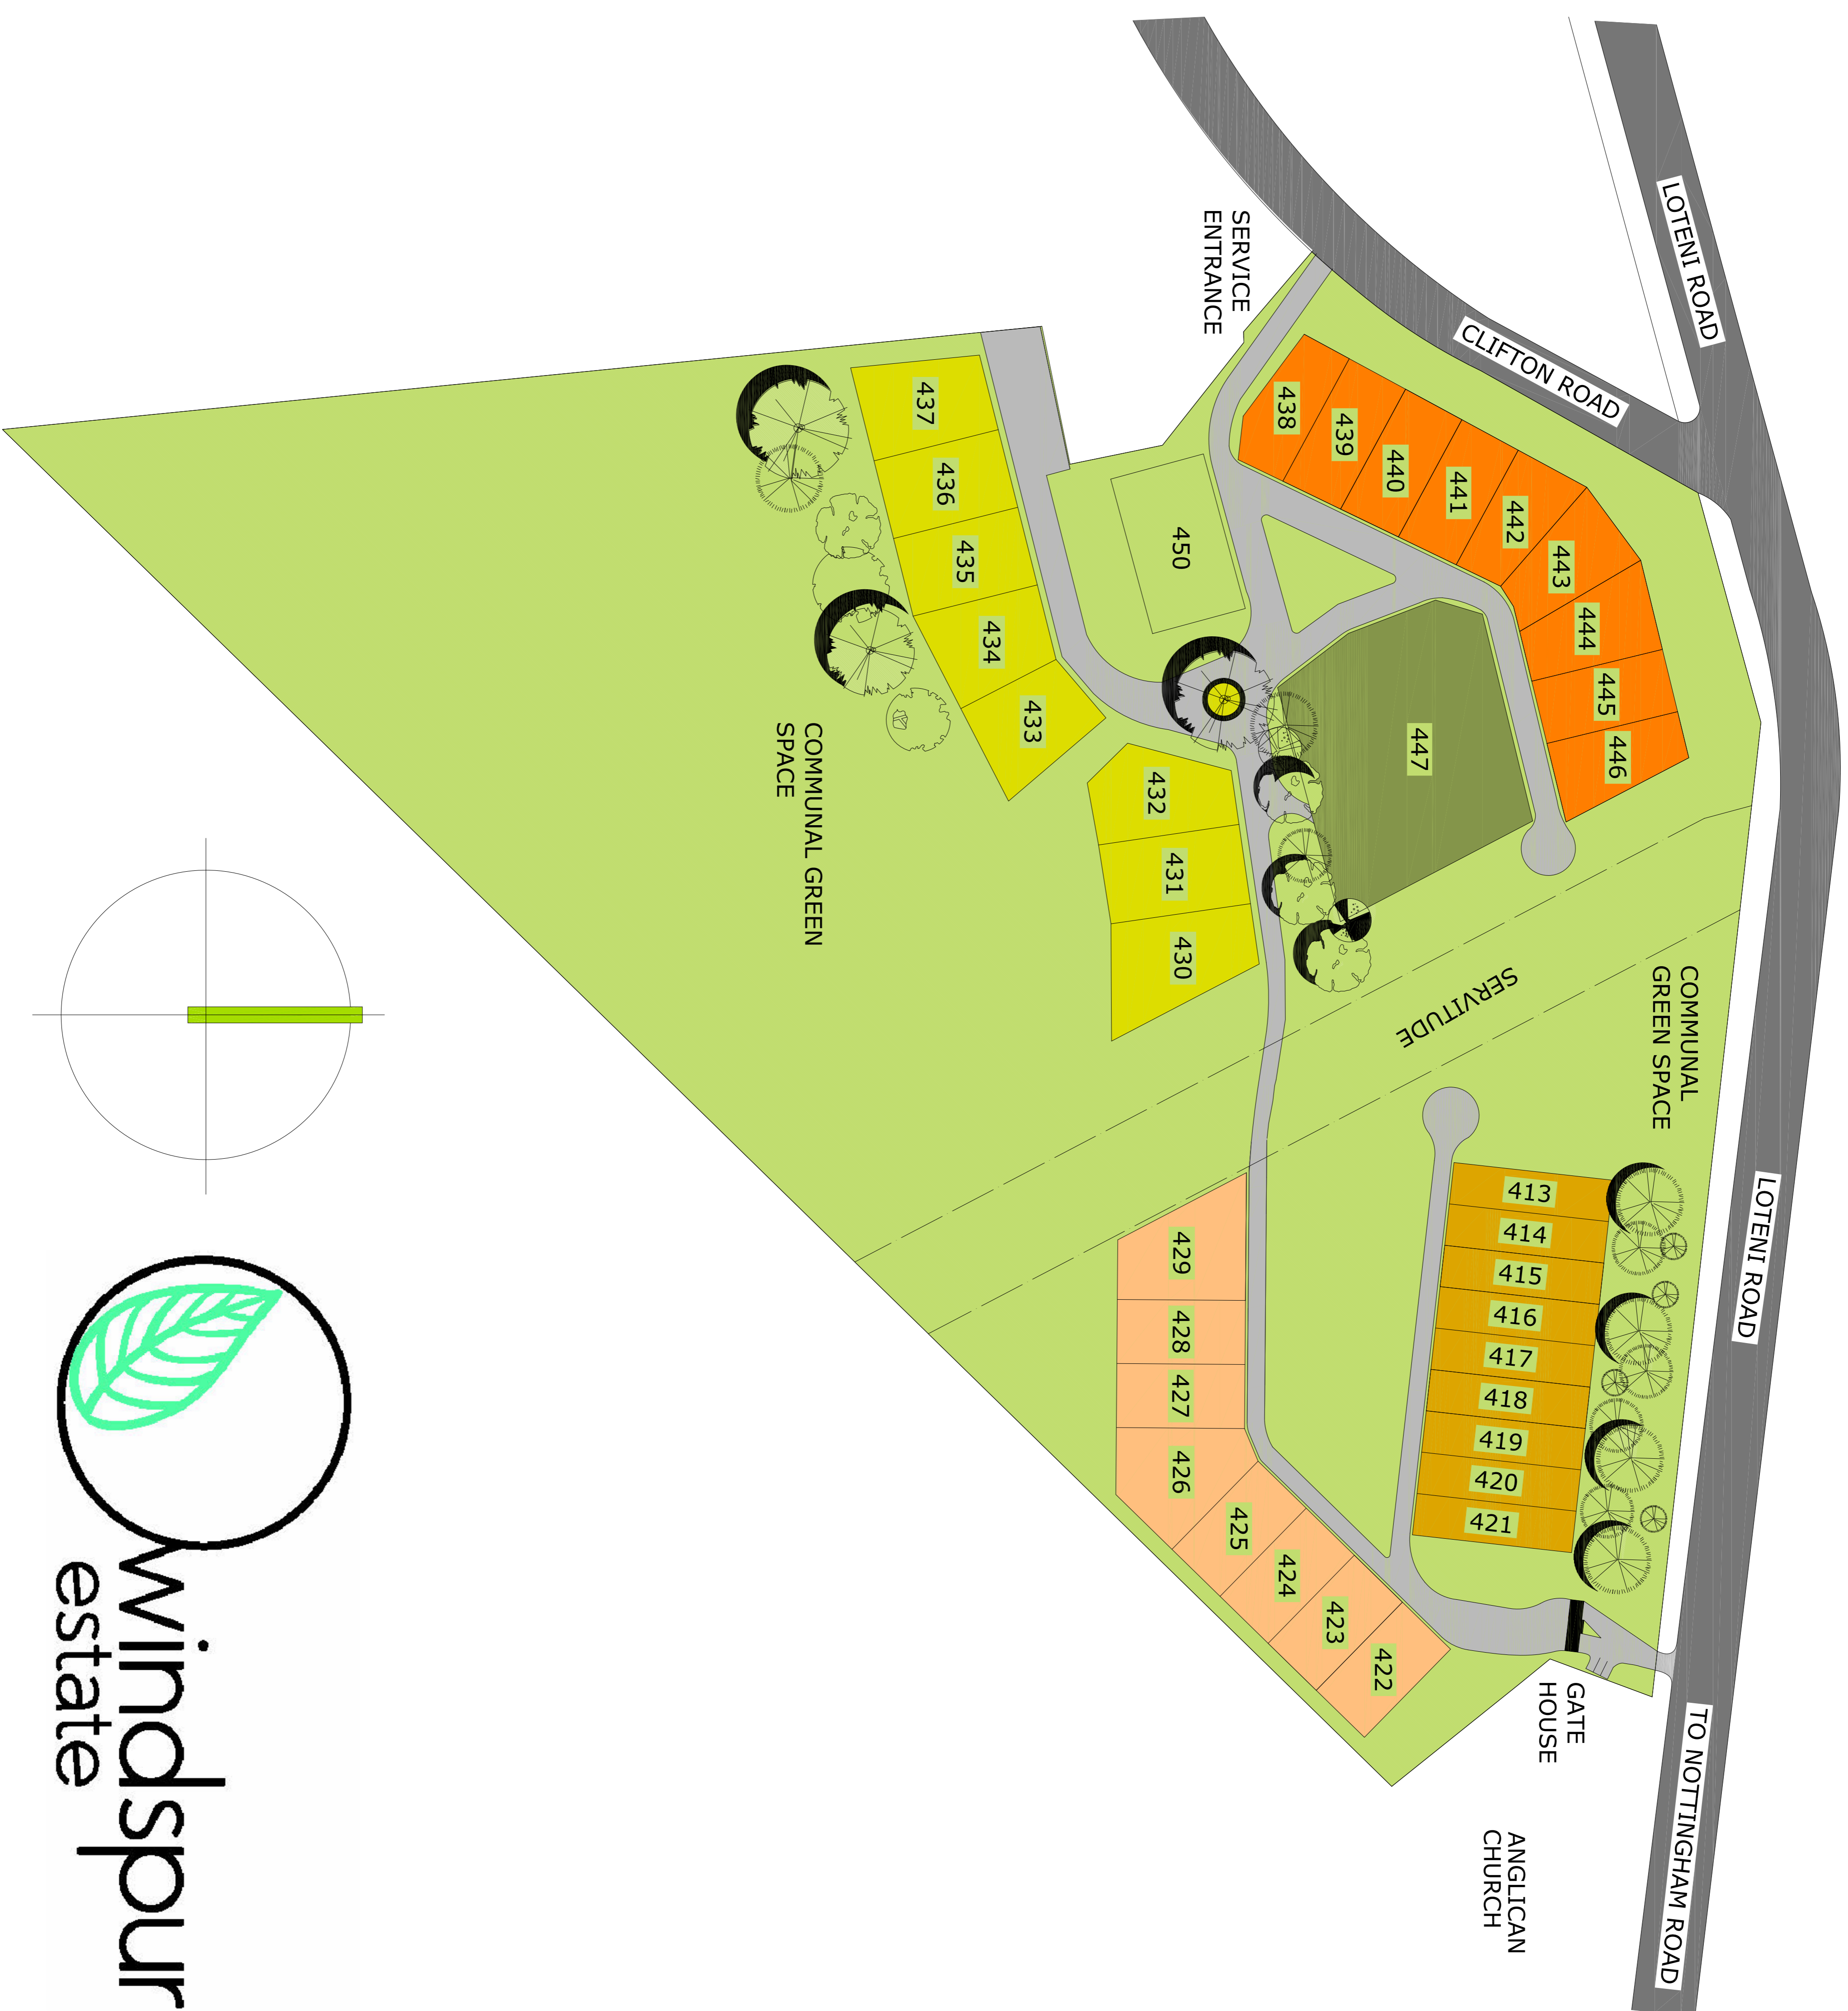 LOTENI ROAD
CLIFTON ROAD
SERVICE
ENTRANCE
438
439
440
441
442
443
444
445
446
447
450
437
436
435
434
433
432
431
430
COMMUNAL GREEN
SPACE
SERVITUDE
COMMUNAL
GREEN SPACE
LOTENI ROAD
413
414
415
416
417
418
419
420
421
429
428
427
426
425
424
423
422
GATE
HOUSE
TO NOTTINGHAM ROAD
ANGLICAN
CHURCH
windspur
estate